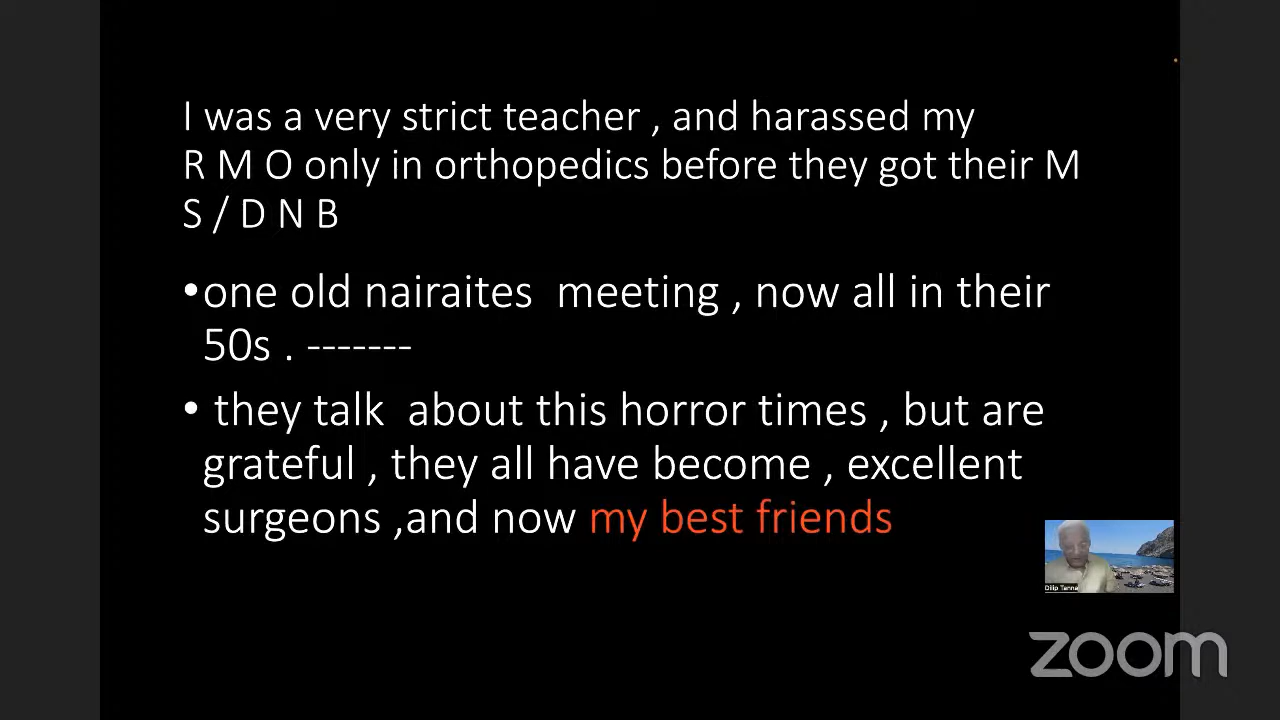 I was a very strict teacher , and harassed my
R M O only in orthopedics before they got their M
S / D N B
•one old nairaites  meeting , now all in their
50s . -------
• they talk  about this horror times , but are
grateful , they all have become , excellent
surgeons ,and now my best friends
Dilip Tanna
zoom